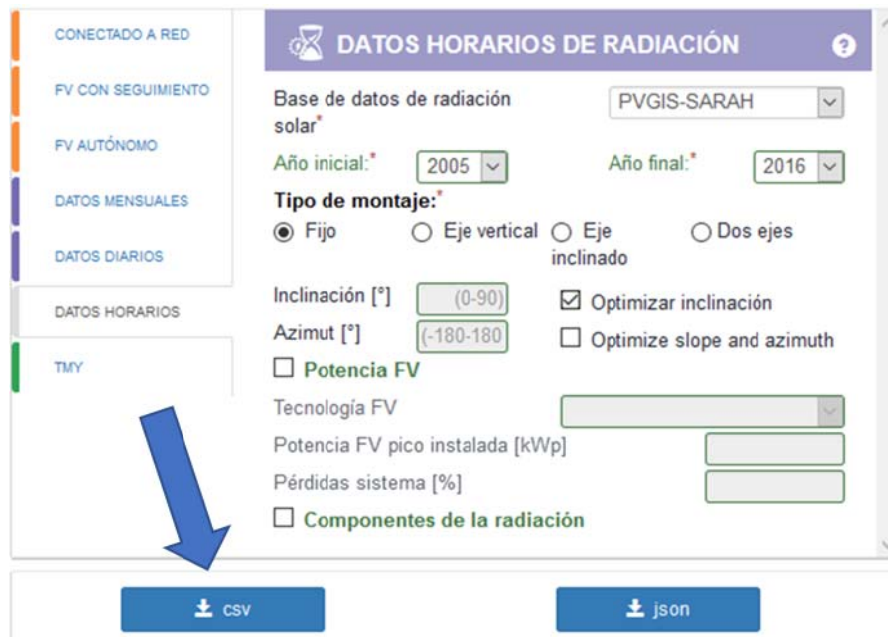 CONECTADO A RED
FV CON SEGUIMIENTO
FV AUTÓNOMO
DATOS MENSUALES
DATOS DIARIOS
DATOS HORARIOS
TMY
DATOS HORARIOS DE RADIACIÓN ?
Base de datos de radiación
solar*
PVGIS-SARAH
Año inicial:* 2005 Año final:* 2016
Tipo de montaje:*
Fijo Eje vertical Eje
inclinado
Dos ejes
Inclinación [°] (0-90) Optimizar inclinación
Azimut [°] (-180-180 Optimize slope and azimuth
Potencia FV
Tecnología FV
Potencia FV pico instalada [kWp]
Pérdidas sistema [%]
Componentes de la radiación
csv json